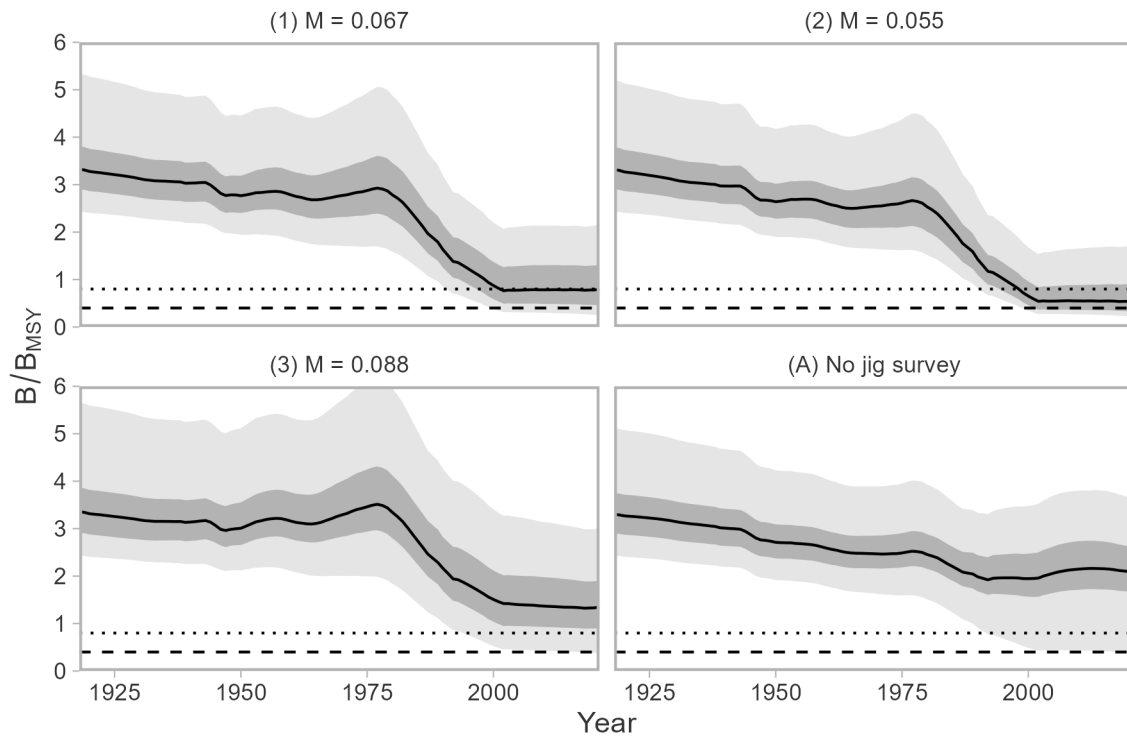 (1) M = 0.067
(2) M = 0.055
6
5
4
3
2
1
0
(3) M = 0.088
(A) No jig survey
6
5
4
3
2
1
0
B/BMSY
1925 1950 1975 2000 1925 1950 1975 2000
Year